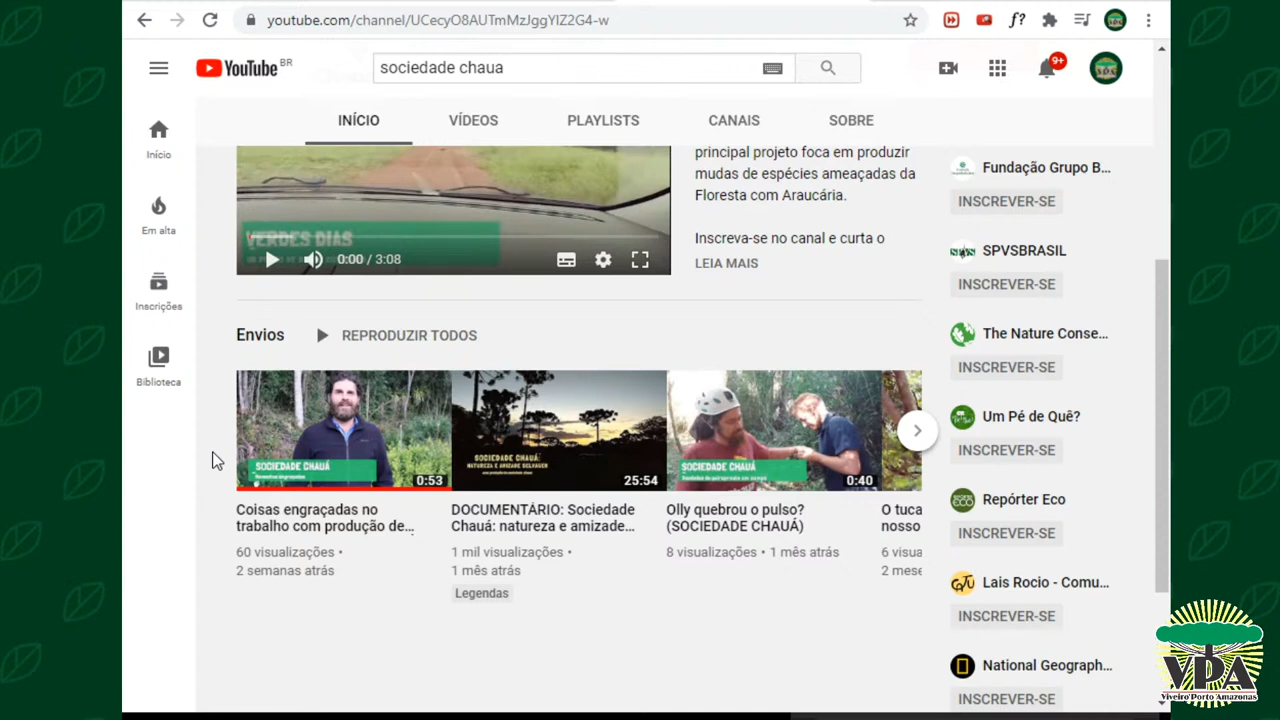 youtube.com/channel/UCecyO8AUTmMzJggYIZ2G4-w
f?
YouTube BR
sociedade chaua
9+
VPA
INÍCIO
VÍDEOS
PLAYLISTS
CANAIS
SOBRE
Início
Em alta
Inscrições
Biblioteca
VERDES DIAS
0:00 / 3:08
principal projeto foca em produzir
mudas de espécies ameaçadas da
Floresta com Araucária.
Inscreva-se no canal e curta o
LEIA MAIS
Envios
REPRODUZIR TODOS
SOCIEDADE CHAUÁ
0:53
Coisas engraçadas no
trabalho com produção de...
60 visualizações •
2 semanas atrás
SOCIEDADE CHAUÁ:
NATUREZA E AMIZADE SELVAGEM
25:54
DOCUMENTÁRIO: Sociedade
Chauá: natureza e amizade...
1 mil visualizações •
1 mês atrás
Legendas
SOCIEDADE CHAUÁ
0:40
Olly quebrou o pulso?
(SOCIEDADE CHAUÁ)
8 visualizações • 1 mês atrás
O tuca
nosso
6 visua
2 mese
Fundação Grupo B...
INSCREVER-SE
SPVS
SPVSBRASIL
INSCREVER-SE
The Nature Conse...
INSCREVER-SE
Um Pé de Quê?
INSCREVER-SE
Repórter Eco
INSCREVER-SE
Lais Rocio - Comu...
INSCREVER-SE
National Geograph...
INSCREVER-SE
VPA
Viveiro Porto Amazonas